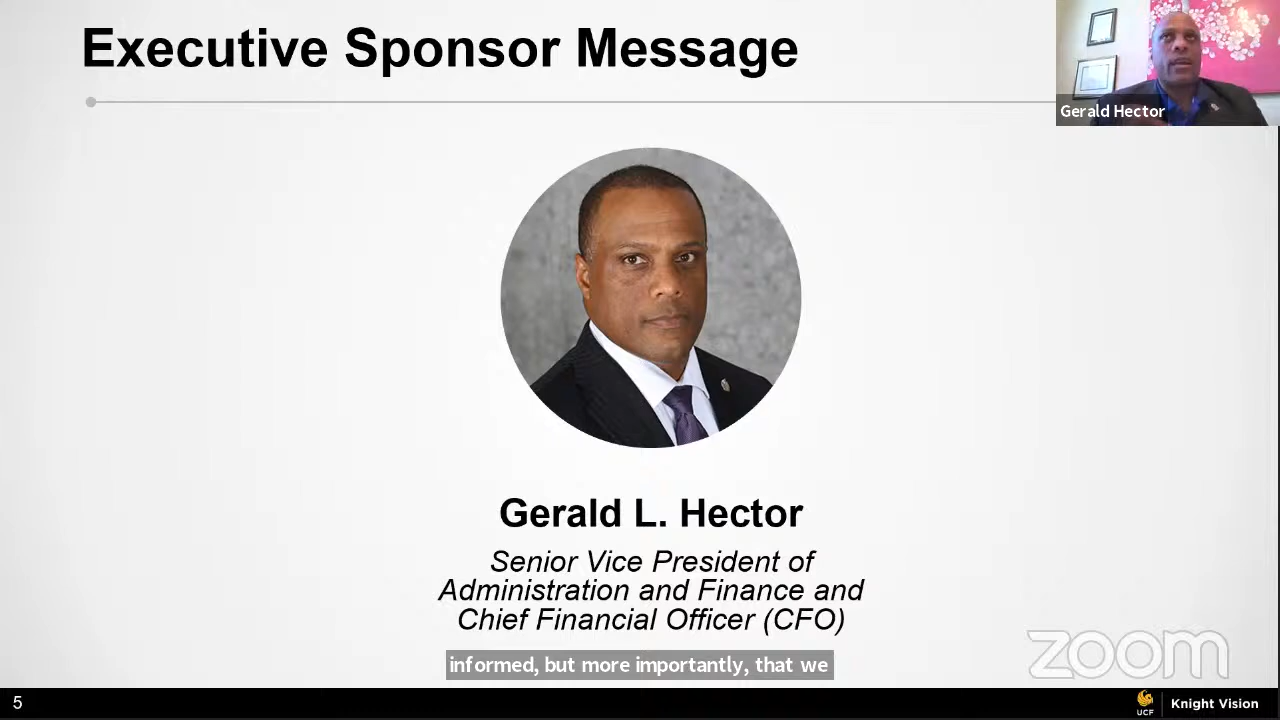 Executive Sponsor Message
Gerald Hector
Gerald L. Hector
Senior Vice President of
Administration and Finance and
Chief Financial Officer (CFO)
informed, but more importantly, that we
zoom
5
UCF
Knight Vision